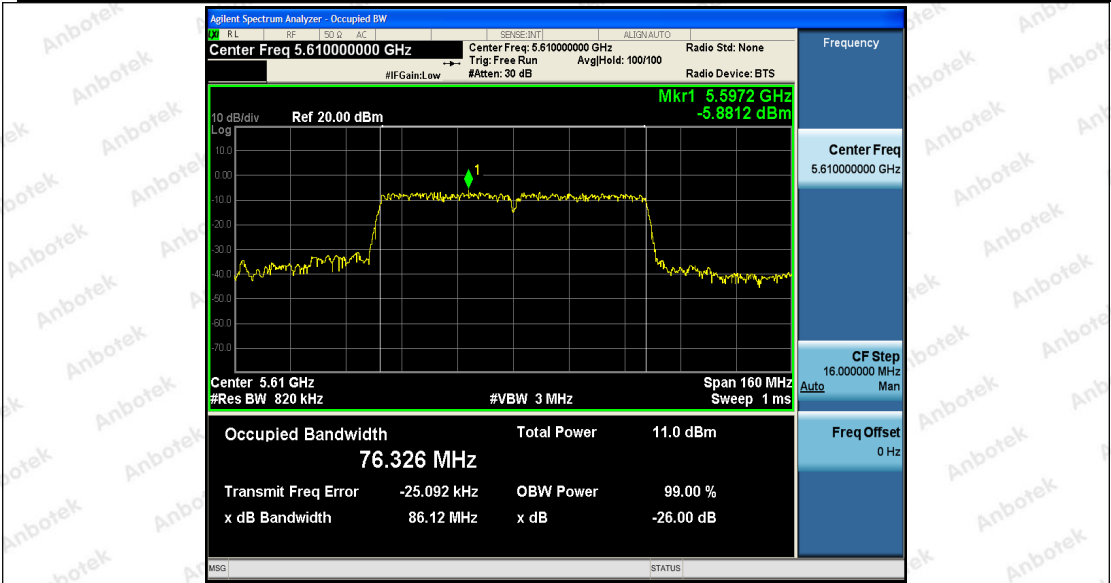 Agilent Spectrum Analyzer - Occupied BW
LXI RL RF 50 Ω AC SENSE:INT ALIGN AUTO
Center Freq 5.610000000 GHz
Center Freq: 5.610000000 GHz
Radio Std: None
Trig: Free Run Avg|Hold: 100/100
#IFGain:Low #Atten: 30 dB Radio Device: BTS
Mkr1 5.5972 GHz
-5.8812 dBm
10 dB/div Ref 20.00 dBm
Log
10.0
0.00
-10.0
-20.0
-30.0
-40.0
-50.0
-60.0
-70.0
1
Center 5.61 GHz Span 160 MHz
#Res BW 820 kHz #VBW 3 MHz Sweep 1 ms
Occupied Bandwidth Total Power 11.0 dBm
76.326 MHz
Transmit Freq Error -25.092 kHz OBW Power 99.00 %
x dB Bandwidth 86.12 MHz x dB -26.00 dB
MSG STATUS
Frequency
Center Freq
5.610000000 GHz
CF Step
16.000000 MHz
Auto Man
Freq Offset
0 Hz
Anbotek